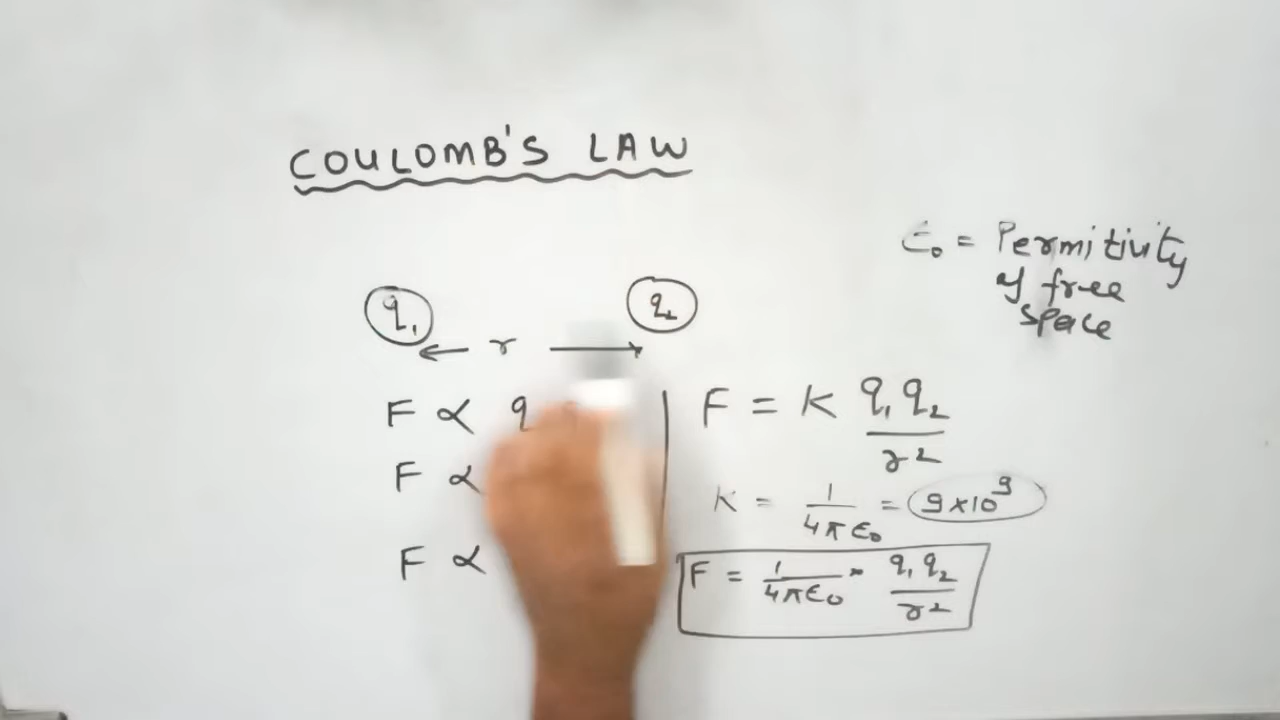 COULOMB'S LAW
ε₀ = Permitivity
of free
space
q₁
q₂
r
F ∝ q
F ∝
F ∝
F = K q₁q₂
r²
K = 1/4πε₀ = 9×10⁹
F = 1/4πε₀ × q₁q₂/r²